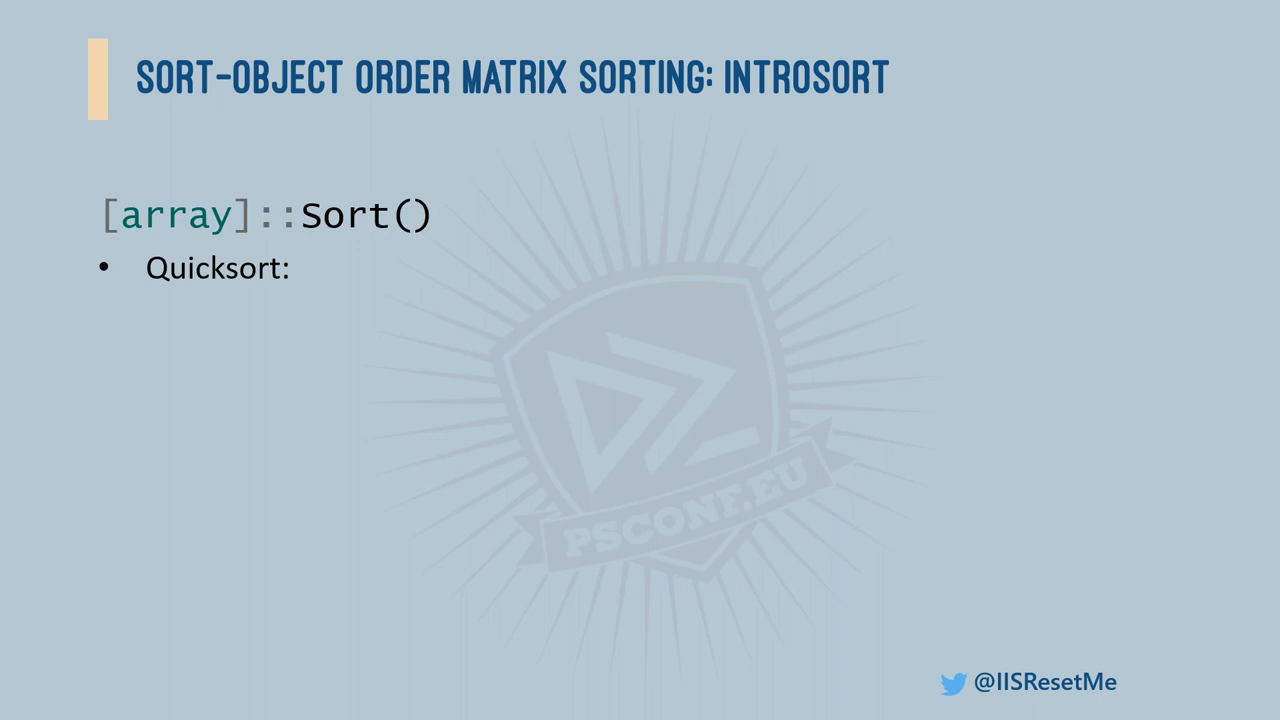 SORT-OBJECT ORDER MATRIX SORTING: INTROSORT
[array]::Sort()
• Quicksort:
PSCONF.EU
@IISResetMe